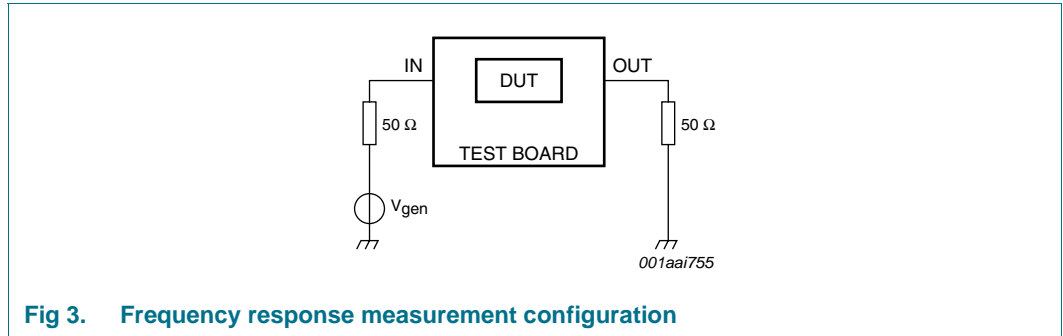 IN
OUT
DUT
50 Ω
50 Ω
TEST BOARD
Vgen
001aai755
Fig 3. Frequency response measurement configuration